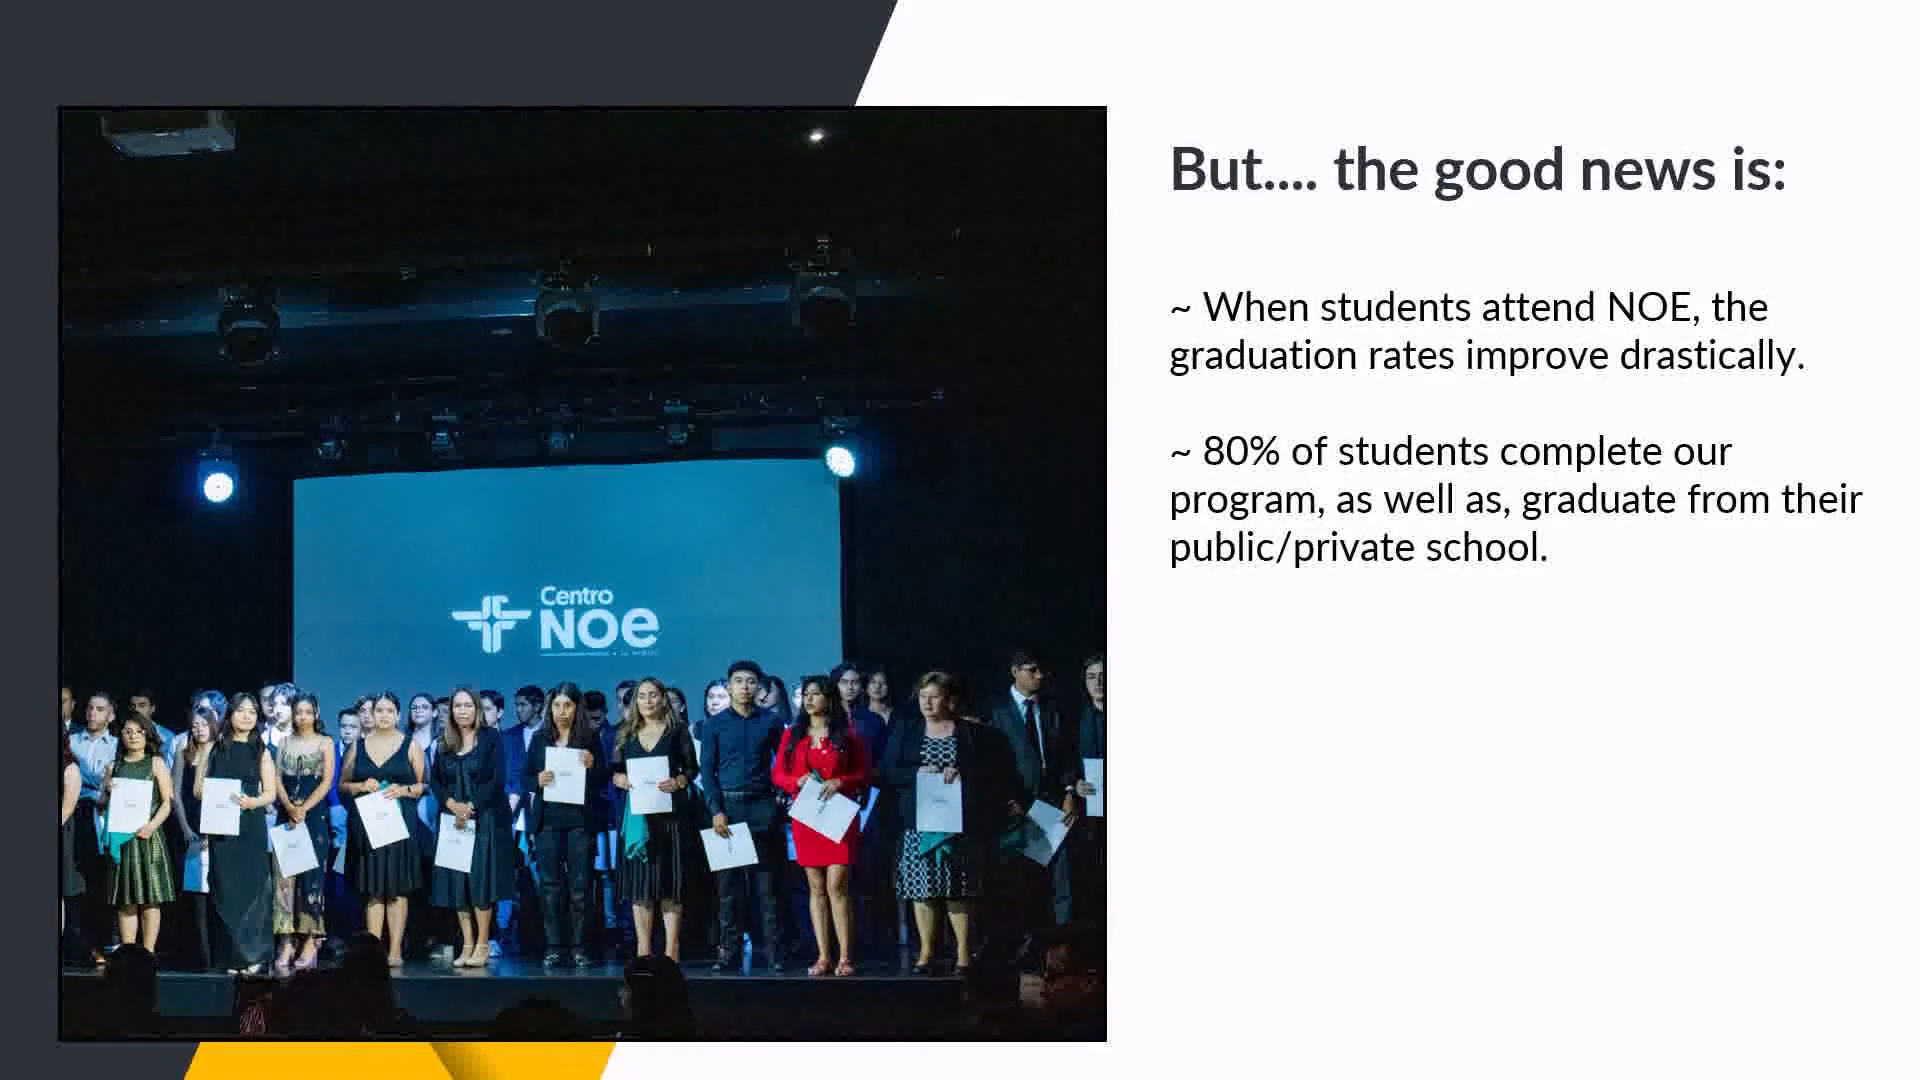 But.... the good news is:
~ When students attend NOE, the
graduation rates improve drastically.
~ 80% of students complete our
program, as well as, graduate from their
public/private school.
Centro
NOe